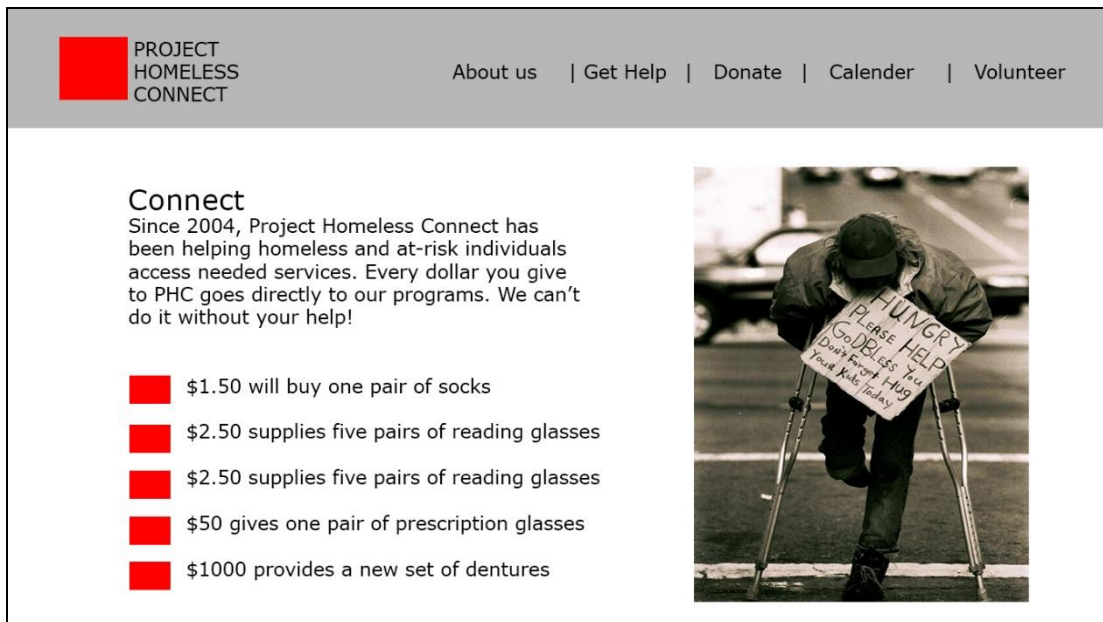 PROJECT
HOMELESS
CONNECT
About us | Get Help | Donate | Calender | Volunteer
Connect
Since 2004, Project Homeless Connect has
been helping homeless and at-risk individuals
access needed services. Every dollar you give
to PHC goes directly to our programs. We can't
do it without your help!
$1.50 will buy one pair of socks
$2.50 supplies five pairs of reading glasses
$2.50 supplies five pairs of reading glasses
$50 gives one pair of prescription glasses
$1000 provides a new set of dentures
HUNGRY
PLEASE HELP
GODBLESS You
Don't Forget Hug
Your Kids Today